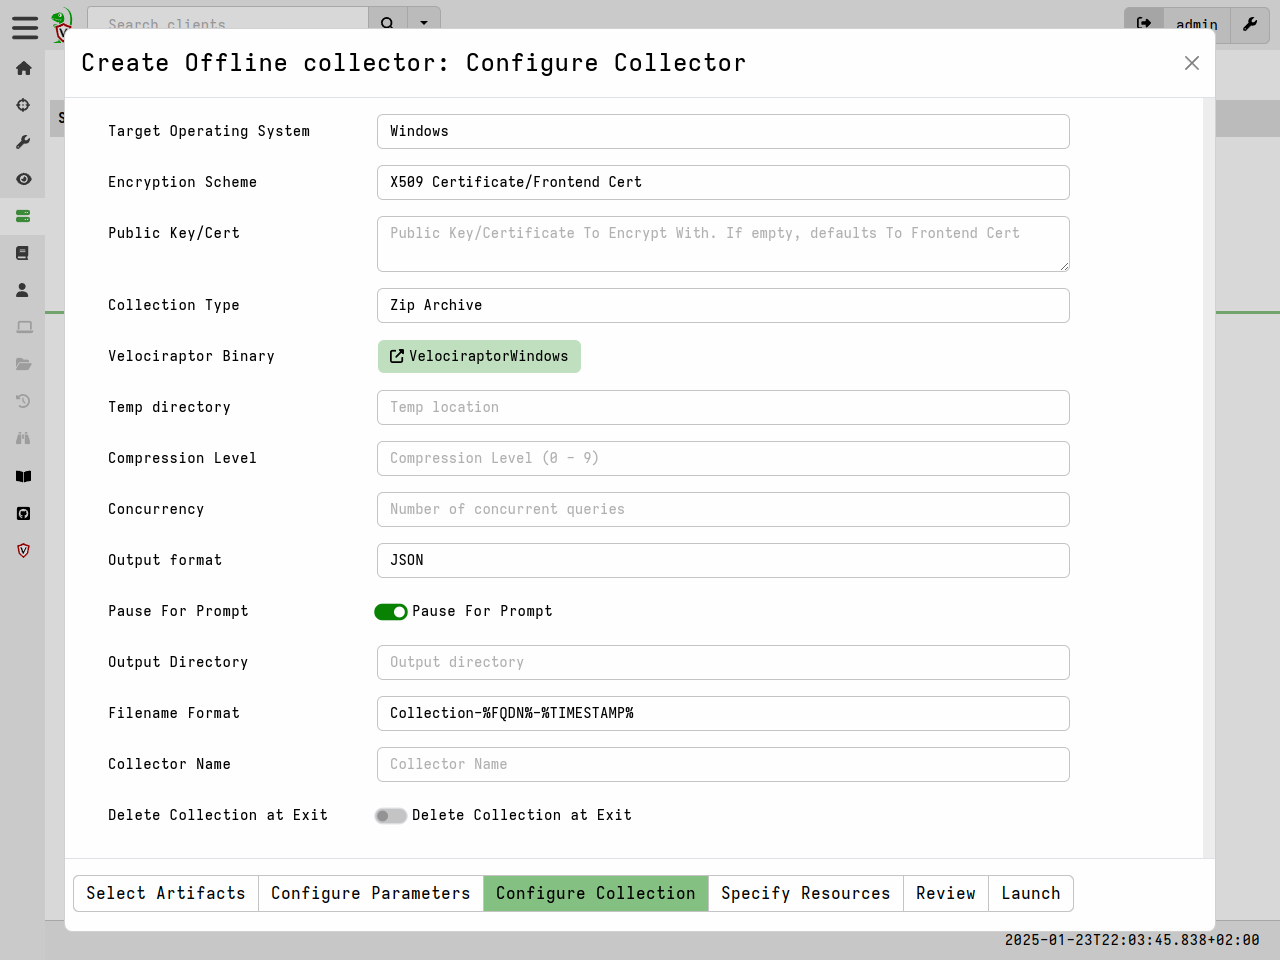 Search clients
admin
Create Offline collector: Configure Collector
Target Operating System
Windows
Encryption Scheme
X509 Certificate/Frontend Cert
Public Key/Cert
Public Key/Certificate To Encrypt With. If empty, defaults To Frontend Cert
Collection Type
Zip Archive
Velociraptor Binary
VelociraptorWindows
Temp directory
Temp location
Compression Level
Compression Level (0 - 9)
Concurrency
Number of concurrent queries
Output format
JSON
Pause For Prompt
Pause For Prompt
Output Directory
Output directory
Filename Format
Collection-%FQDN%-%TIMESTAMP%
Collector Name
Collector Name
Delete Collection at Exit
Delete Collection at Exit
Select Artifacts
Configure Parameters
Configure Collection
Specify Resources
Review
Launch
2025-01-23T22:03:45.838+02:00